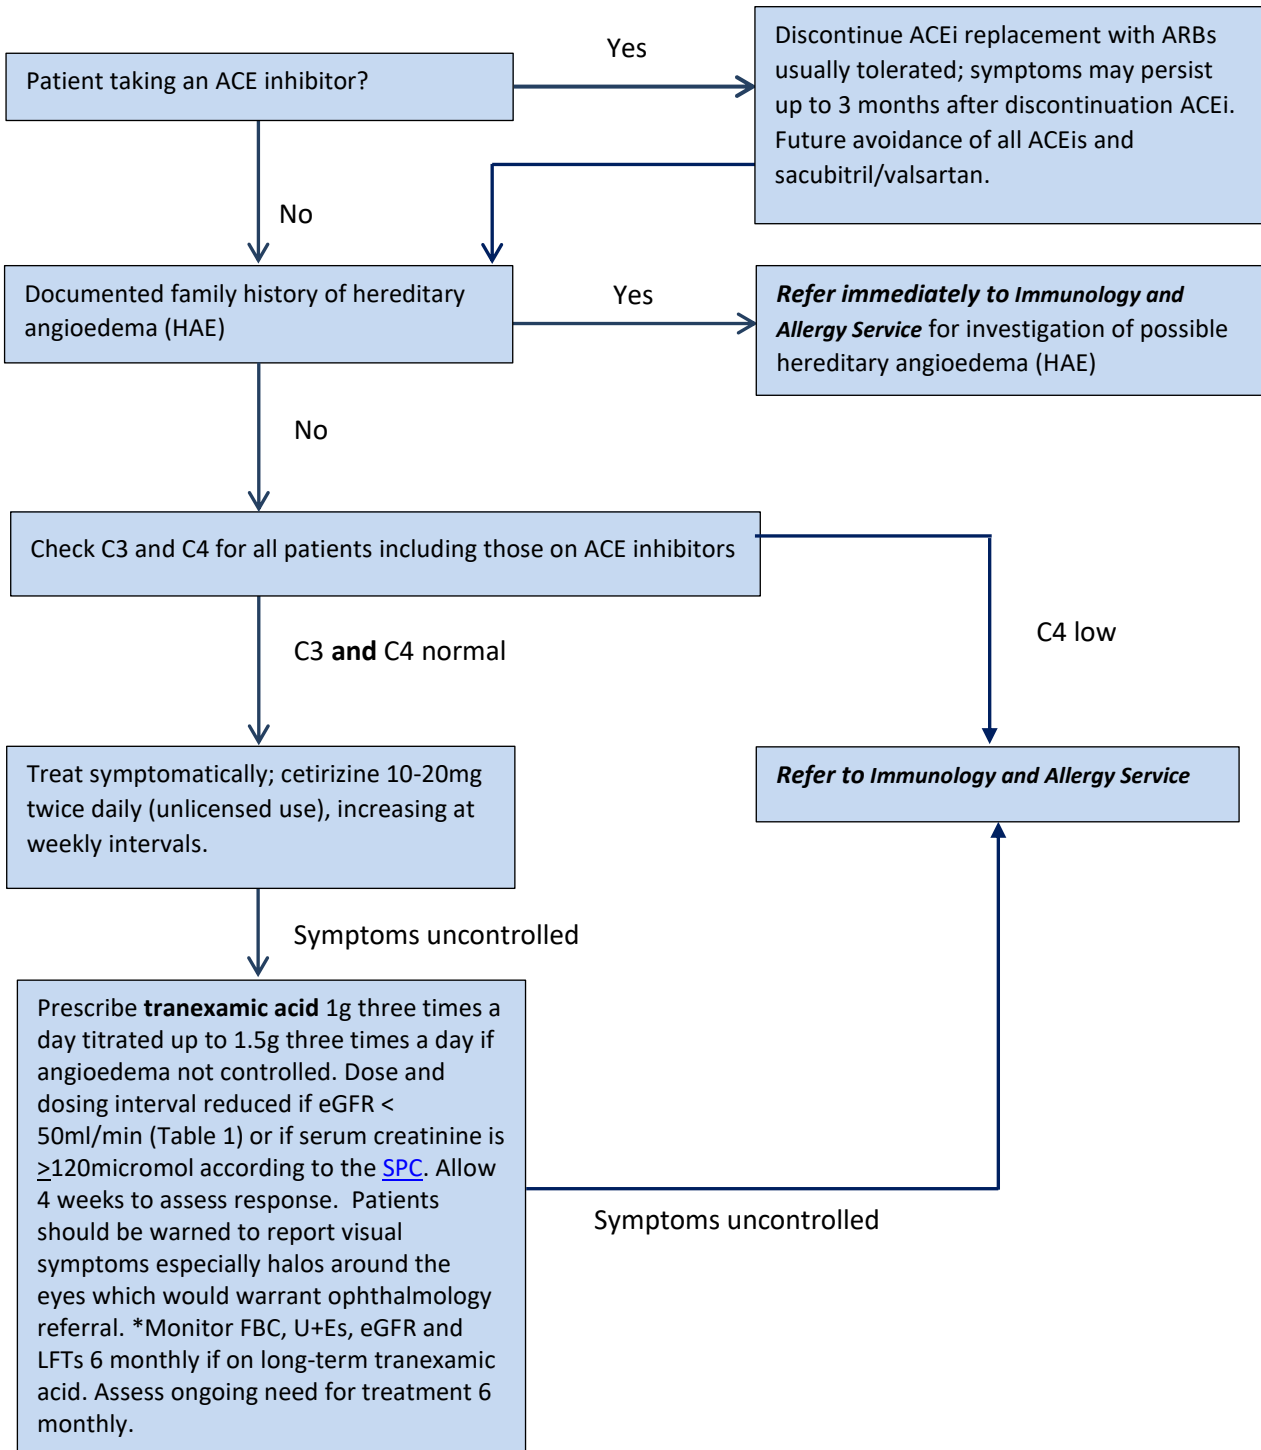 Patient taking an ACE inhibitor?
Yes
Discontinue ACEi replacement with ARBs
usually tolerated; symptoms may persist
up to 3 months after discontinuation ACEi.
Future avoidance of all ACEis and
sacubitril/valsartan.
No
Documented family history of hereditary
angioedema (HAE)
Yes
Refer immediately to Immunology and
Allergy Service for investigation of possible
hereditary angioedema (HAE)
No
Check C3 and C4 for all patients including those on ACE inhibitors
C3 and C4 normal
C4 low
Treat symptomatically; cetirizine 10-20mg
twice daily (unlicensed use), increasing at
weekly intervals.
Refer to Immunology and Allergy Service
Symptoms uncontrolled
Prescribe tranexamic acid 1g three times a
day titrated up to 1.5g three times a day if
angioedema not controlled. Dose and
dosing interval reduced if eGFR <
50ml/min (Table 1) or if serum creatinine is
>120micromol according to the SPC. Allow
4 weeks to assess response.  Patients
should be warned to report visual
symptoms especially halos around the
eyes which would warrant ophthalmology
referral. *Monitor FBC, U+Es, eGFR and
LFTs 6 monthly if on long-term tranexamic
acid. Assess ongoing need for treatment 6
monthly.
Symptoms uncontrolled